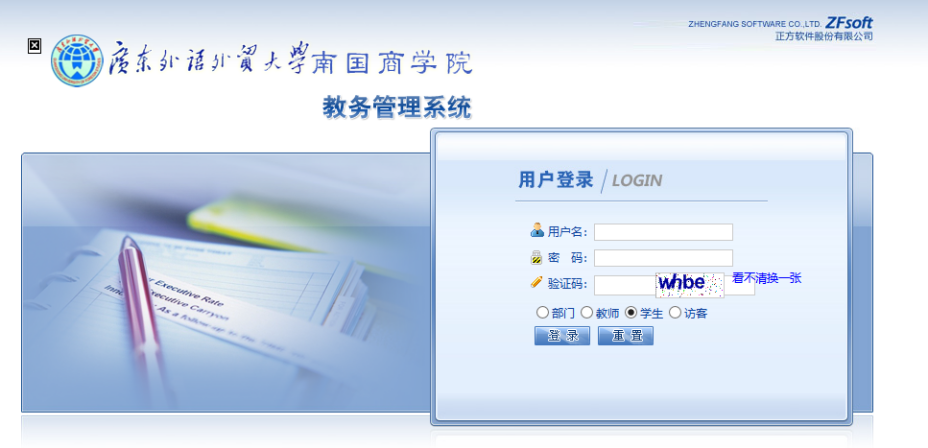 ZHENGFANG SOFTWARE CO.,LTD. ZFsoft
正方软件股份有限公司
广东外语外贸大学南国商学院
教务管理系统
用户登录 / LOGIN
用户名：
密 码：
验证码： whbe 看不清换一张
部门 教师 学生 访客
登 录 重 置
Executive Rate
Executive Carryon
As a follow-up to the